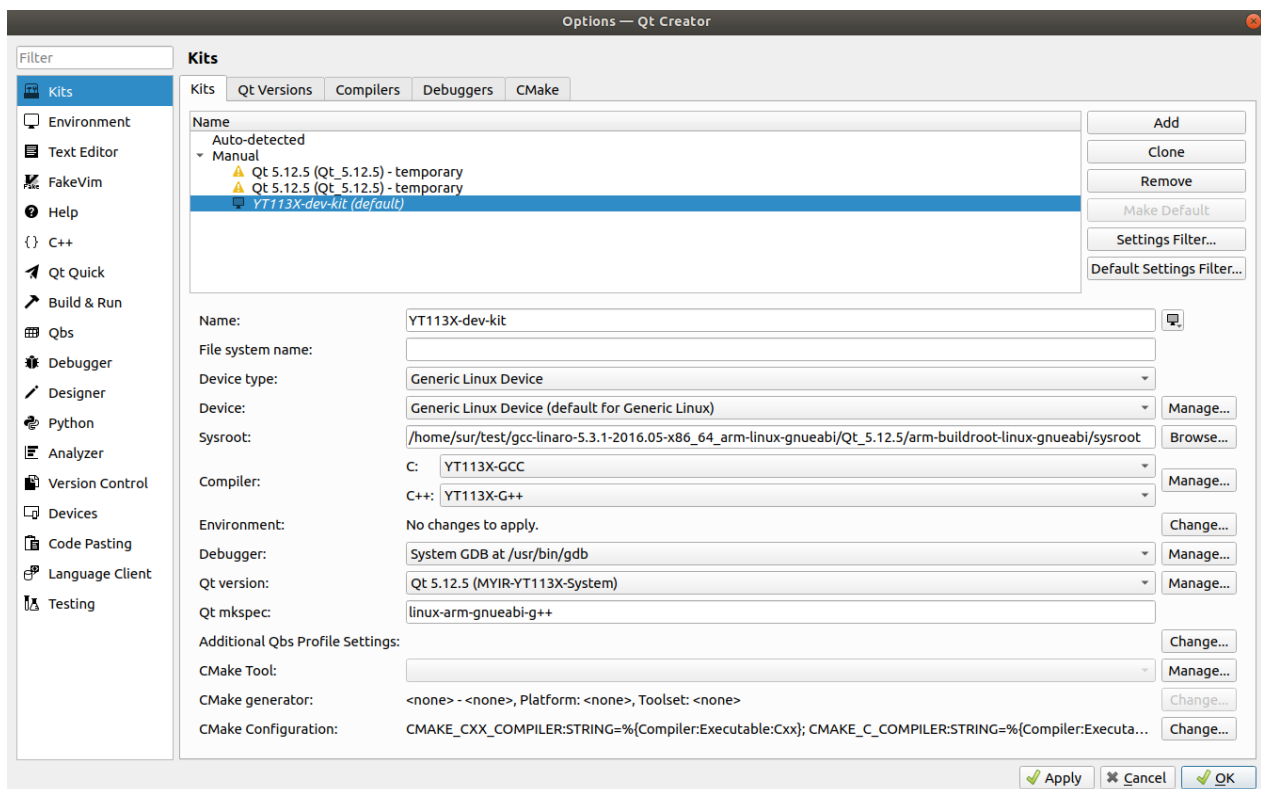 Options — Qt Creator
Filter
Kits
Environment
Text Editor
FakeVim
Help
C++
Qt Quick
Build & Run
Qbs
Debugger
Designer
Python
Analyzer
Version Control
Devices
Code Pasting
Language Client
Testing
Kits
Kits Qt Versions Compilers Debuggers CMake
Name
Auto-detected
Manual
Qt 5.12.5 (Qt_5.12.5) - temporary
Qt 5.12.5 (Qt_5.12.5) - temporary
YT113X-dev-kit (default)
Add
Clone
Remove
Make Default
Settings Filter...
Default Settings Filter...
Name: YT113X-dev-kit
File system name:
Device type: Generic Linux Device
Device: Generic Linux Device (default for Generic Linux) Manage...
Sysroot: /home/sur/test/gcc-linaro-5.3.1-2016.05-x86_64_arm-linux-gnueabi/Qt_5.12.5/arm-buildroot-linux-gnueabi/sysroot Browse...
Compiler: C: YT113X-GCC Manage...
C++: YT113X-G++
Environment: No changes to apply. Change...
Debugger: System GDB at /usr/bin/gdb Manage...
Qt version: Qt 5.12.5 (MYIR-YT113X-System) Manage...
Qt mkspec: linux-arm-gnueabi-g++
Additional Qbs Profile Settings: Change...
CMake Tool: Manage...
CMake generator: <none> - <none>, Platform: <none>, Toolset: <none> Change...
CMake Configuration: CMAKE_CXX_COMPILER:STRING=%{Compiler:Executable:Cxx}; CMAKE_C_COMPILER:STRING=%{Compiler:Executa... Change...
Apply Cancel OK